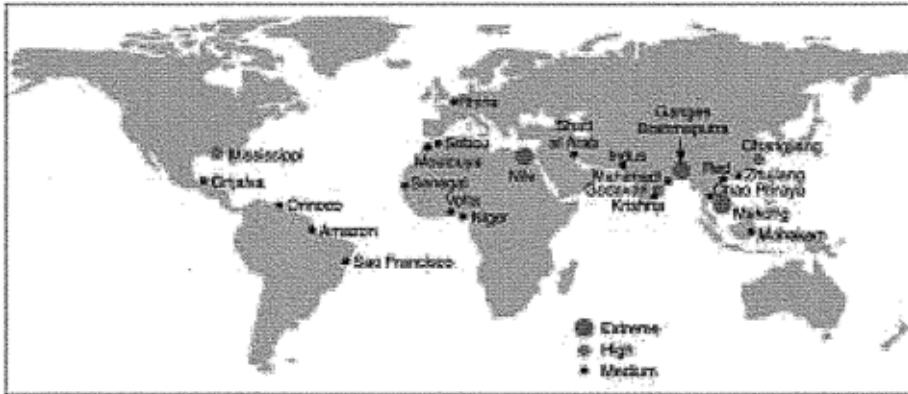 Rhine
Ganges
Brahmaputra
Shatt
al Arab
Changjiang
Sebou
Mississippi
Moulouya
Indus
Nile
Mahanadi
Red
Zhujiang
Grijalva
Senegal
Godavari
Chao Phraya
Volta
Krishna
Orinoco
Niger
Mekong
Amazon
Mahakam
Sao Francisco
Extreme
High
Medium